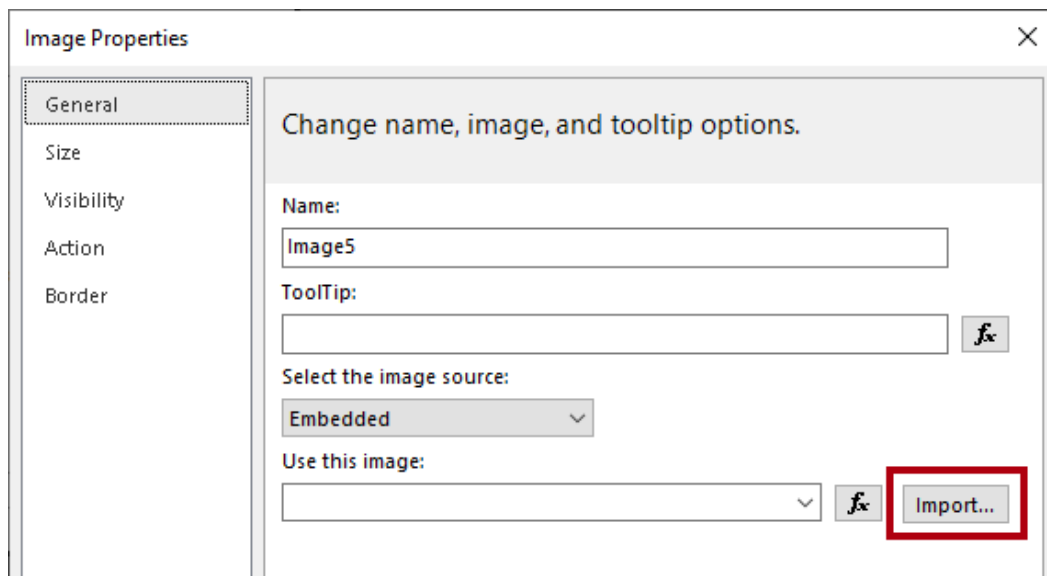 Image Properties
General
Size
Visibility
Action
Border
Change name, image, and tooltip options.
Name:
Image5
ToolTip:
fx
Select the image source:
Embedded
Use this image:
fx
Import...